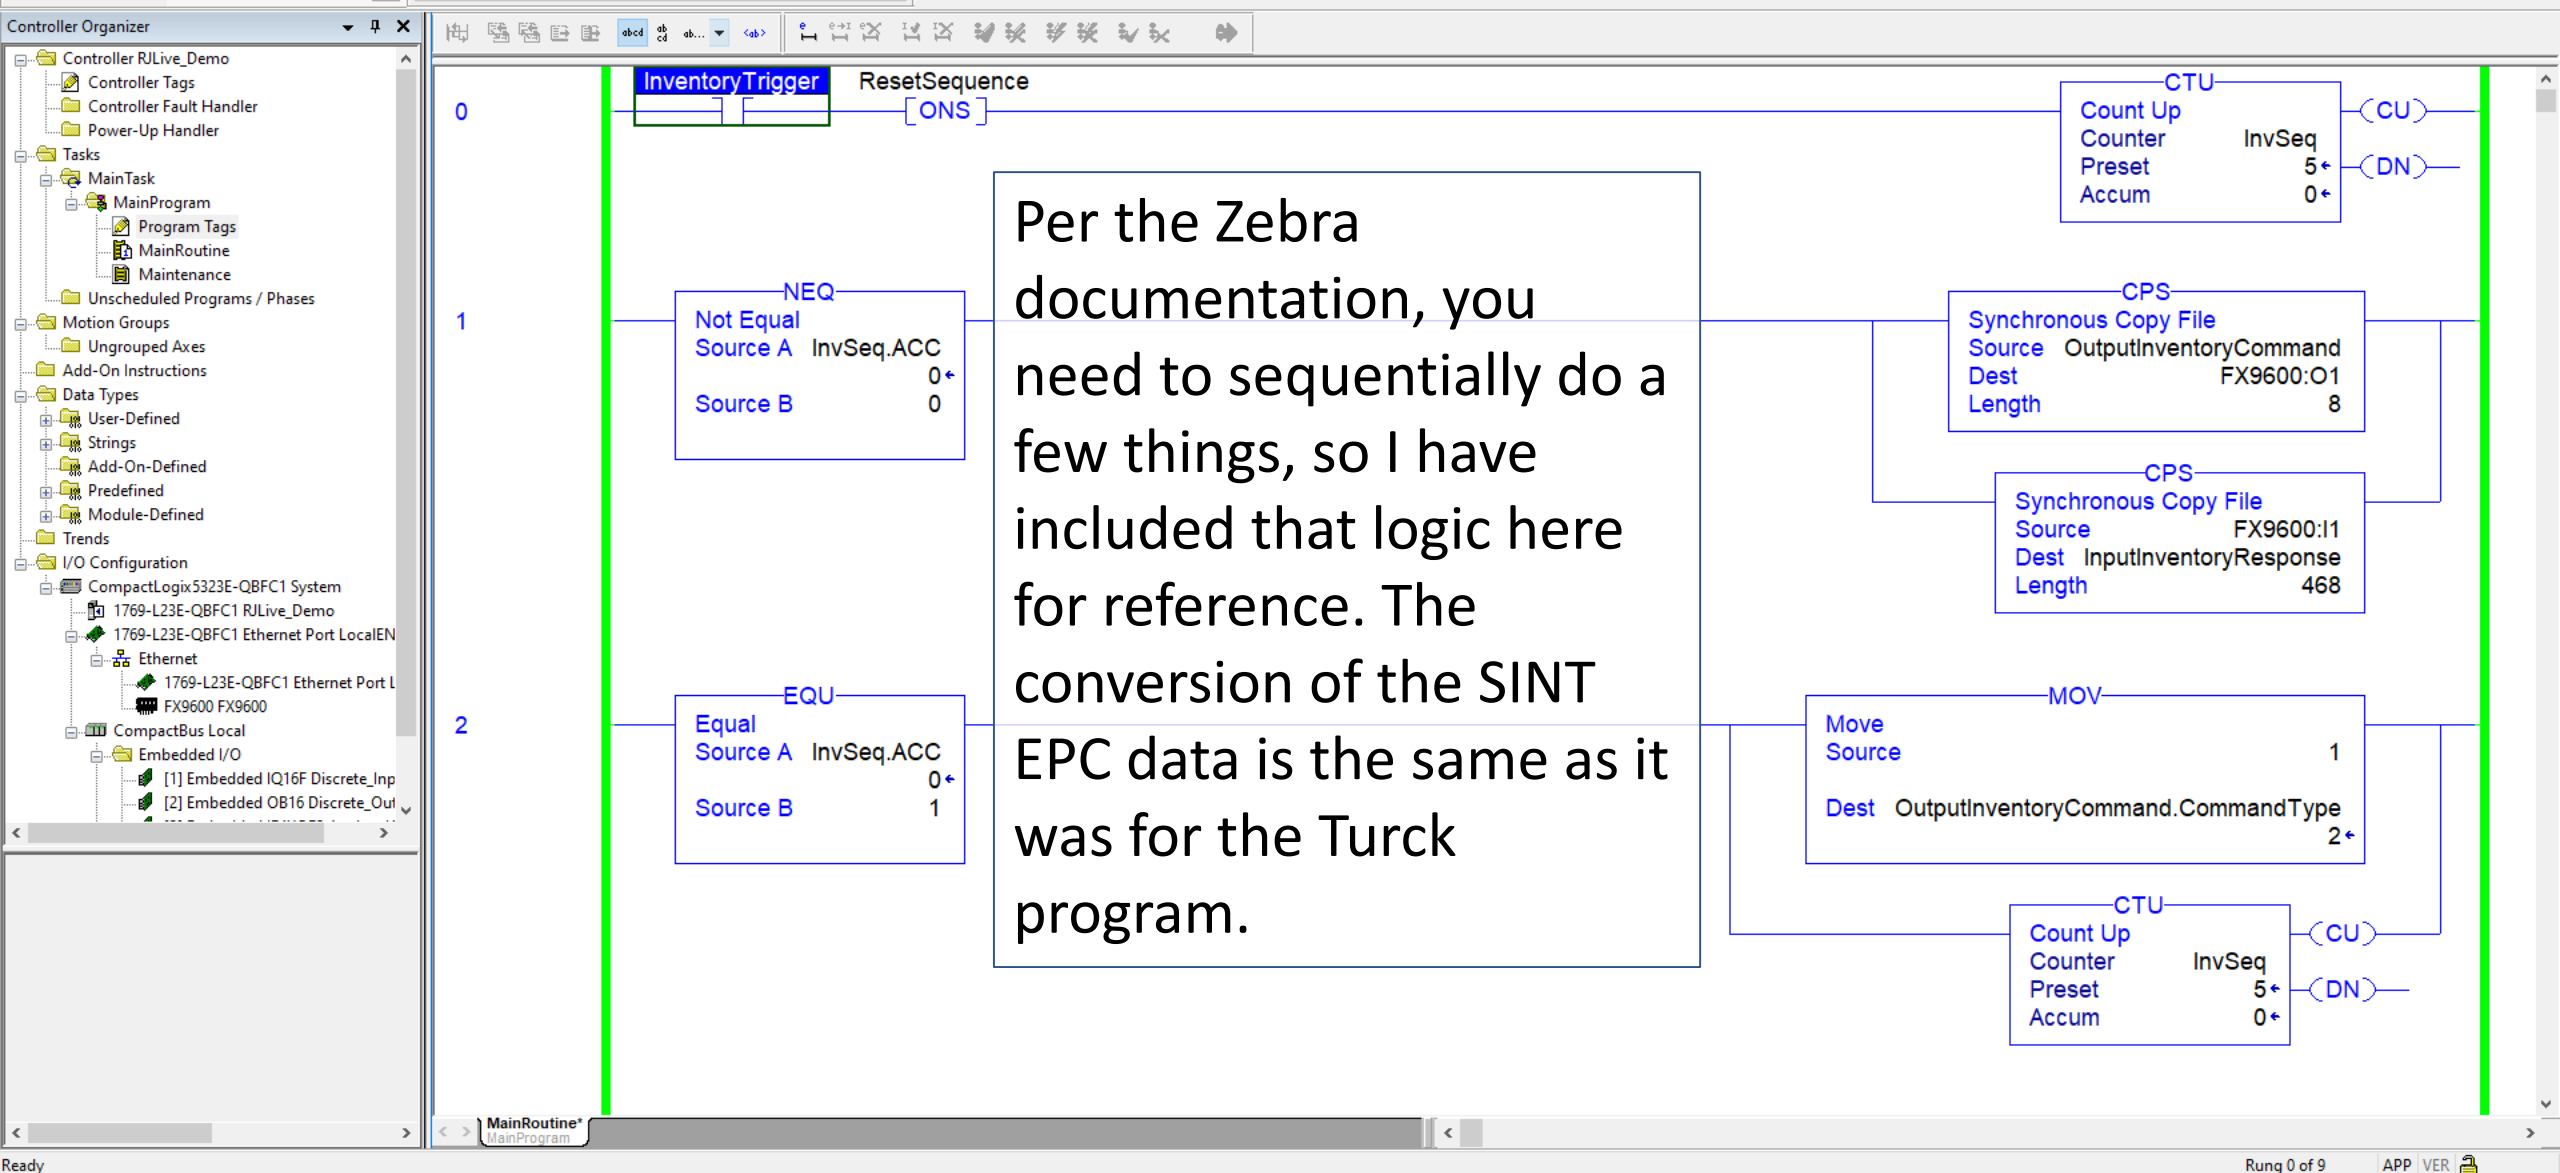 Controller Organizer
Controller RJLive_Demo
Controller Tags
Controller Fault Handler
Power-Up Handler
Tasks
MainTask
MainProgram
Program Tags
MainRoutine
Maintenance
Unscheduled Programs / Phases
Motion Groups
Ungrouped Axes
Add-On Instructions
Data Types
User-Defined
Strings
Add-On-Defined
Predefined
Module-Defined
Trends
I/O Configuration
CompactLogix5323E-QBFC1 System
1769-L23E-QBFC1 RJLive_Demo
1769-L23E-QBFC1 Ethernet Port LocalEN
Ethernet
1769-L23E-QBFC1 Ethernet Port L
FX9600 FX9600
CompactBus Local
Embedded I/O
[1] Embedded IQ16F Discrete_Inp
[2] Embedded OB16 Discrete_Out
abcd ab cd ab... <ab>
0
InventoryTrigger ResetSequence
ONS
CTU
Count Up
Counter InvSeq
Preset 5
Accum 0
CU
DN
1
NEQ
Not Equal
Source A InvSeq.ACC
0
Source B 0
CPS
Synchronous Copy File
Source OutputInventoryCommand
Dest FX9600:O1
Length 8
CPS
Synchronous Copy File
Source FX9600:I1
Dest InputInventoryResponse
Length 468
2
EQU
Equal
Source A InvSeq.ACC
0
Source B 1
MOV
Move
Source 1
Dest OutputInventoryCommand.CommandType
2
CTU
Count Up
Counter InvSeq
Preset 5
Accum 0
CU
DN
Per the Zebra
documentation, you
need to sequentially do a
few things, so I have
included that logic here
for reference. The
conversion of the SINT
EPC data is the same as it
was for the Turck
program.
MainRoutine*
MainProgram
Ready
Rung 0 of 9 APP VER